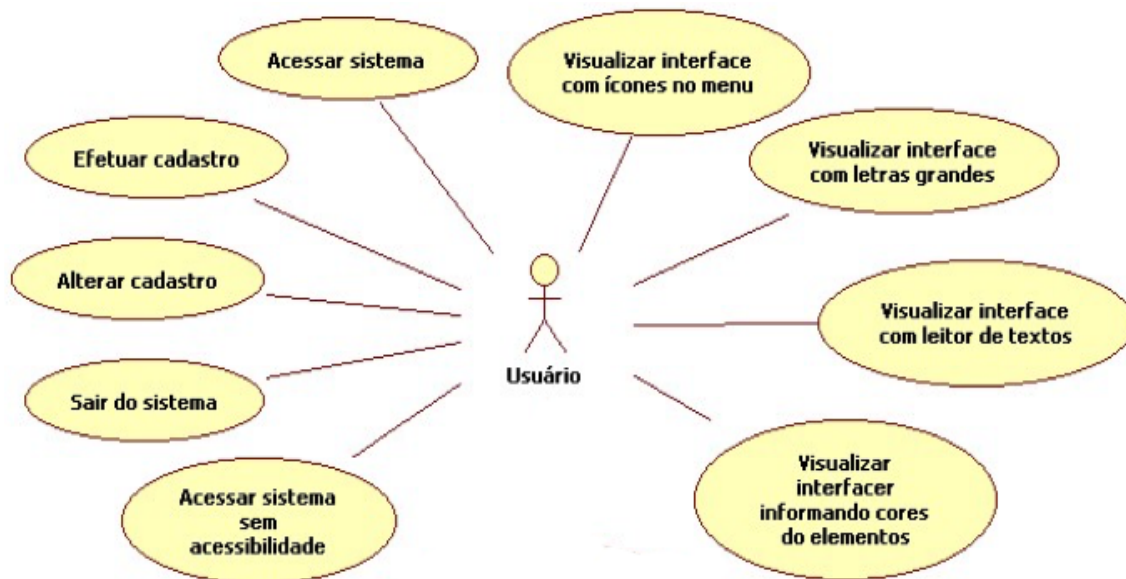 Acessar sistema
Visualizar interface
com ícones no menu
Efetuar cadastro
Visualizar interface
com letras grandes
Alterar cadastro
Visualizar interface
com leitor de textos
Usuário
Sair do sistema
Acessar sistema
sem
acessibilidade
Visualizar
interfacer
informando cores
do elementos